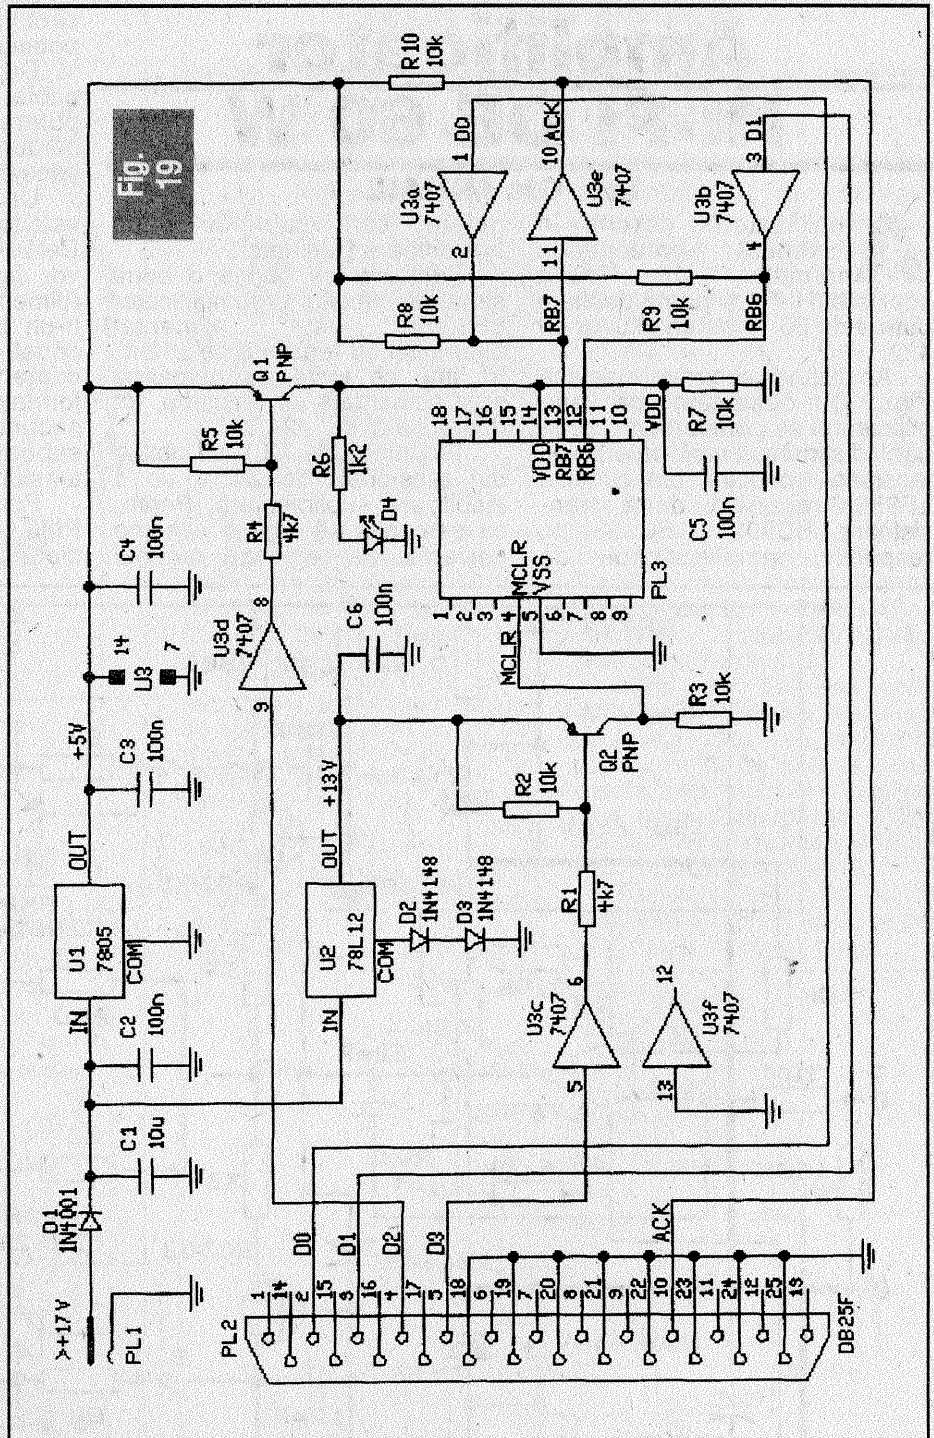 Fig.
19
>+17V
PL1
D1
1N4001
C1
10u
C2
100n
IN
U1
7805
COM
OUT
+5V
C3
100n
14
U3
7
C4
100n
R5
10k
Q1
PNP
R10
10k
IN
U2
78L12
COM
OUT
+13V
D2
1N4148
D3
1N4148
C6
100n
9
U3d
7407
8
R4
4k7
R6
1k2
D4
R8
10k
U3a
7407
1
D0
2
10
ACK
U3e
7407
11
RB7
R9
10k
U3b
7407
3
D1
4
RB6
R2
10k
Q2
PNP
R3
10k
MCLR
1
2
3
4
5
6
7
8
9
MCLR
VSS
PL3
VDD
RB7
RB6
18
17
16
15
14
13
12
11
10
VDD
R7
10k
C5
100n
5
U3c
7407
6
R1
4k7
13
U3f
7407
12
PL2
1
14
2
15
3
16
4
17
5
18
6
19
7
20
8
21
9
22
10
23
11
24
12
25
13
D0
D1
D2
D3
ACK
DB25F